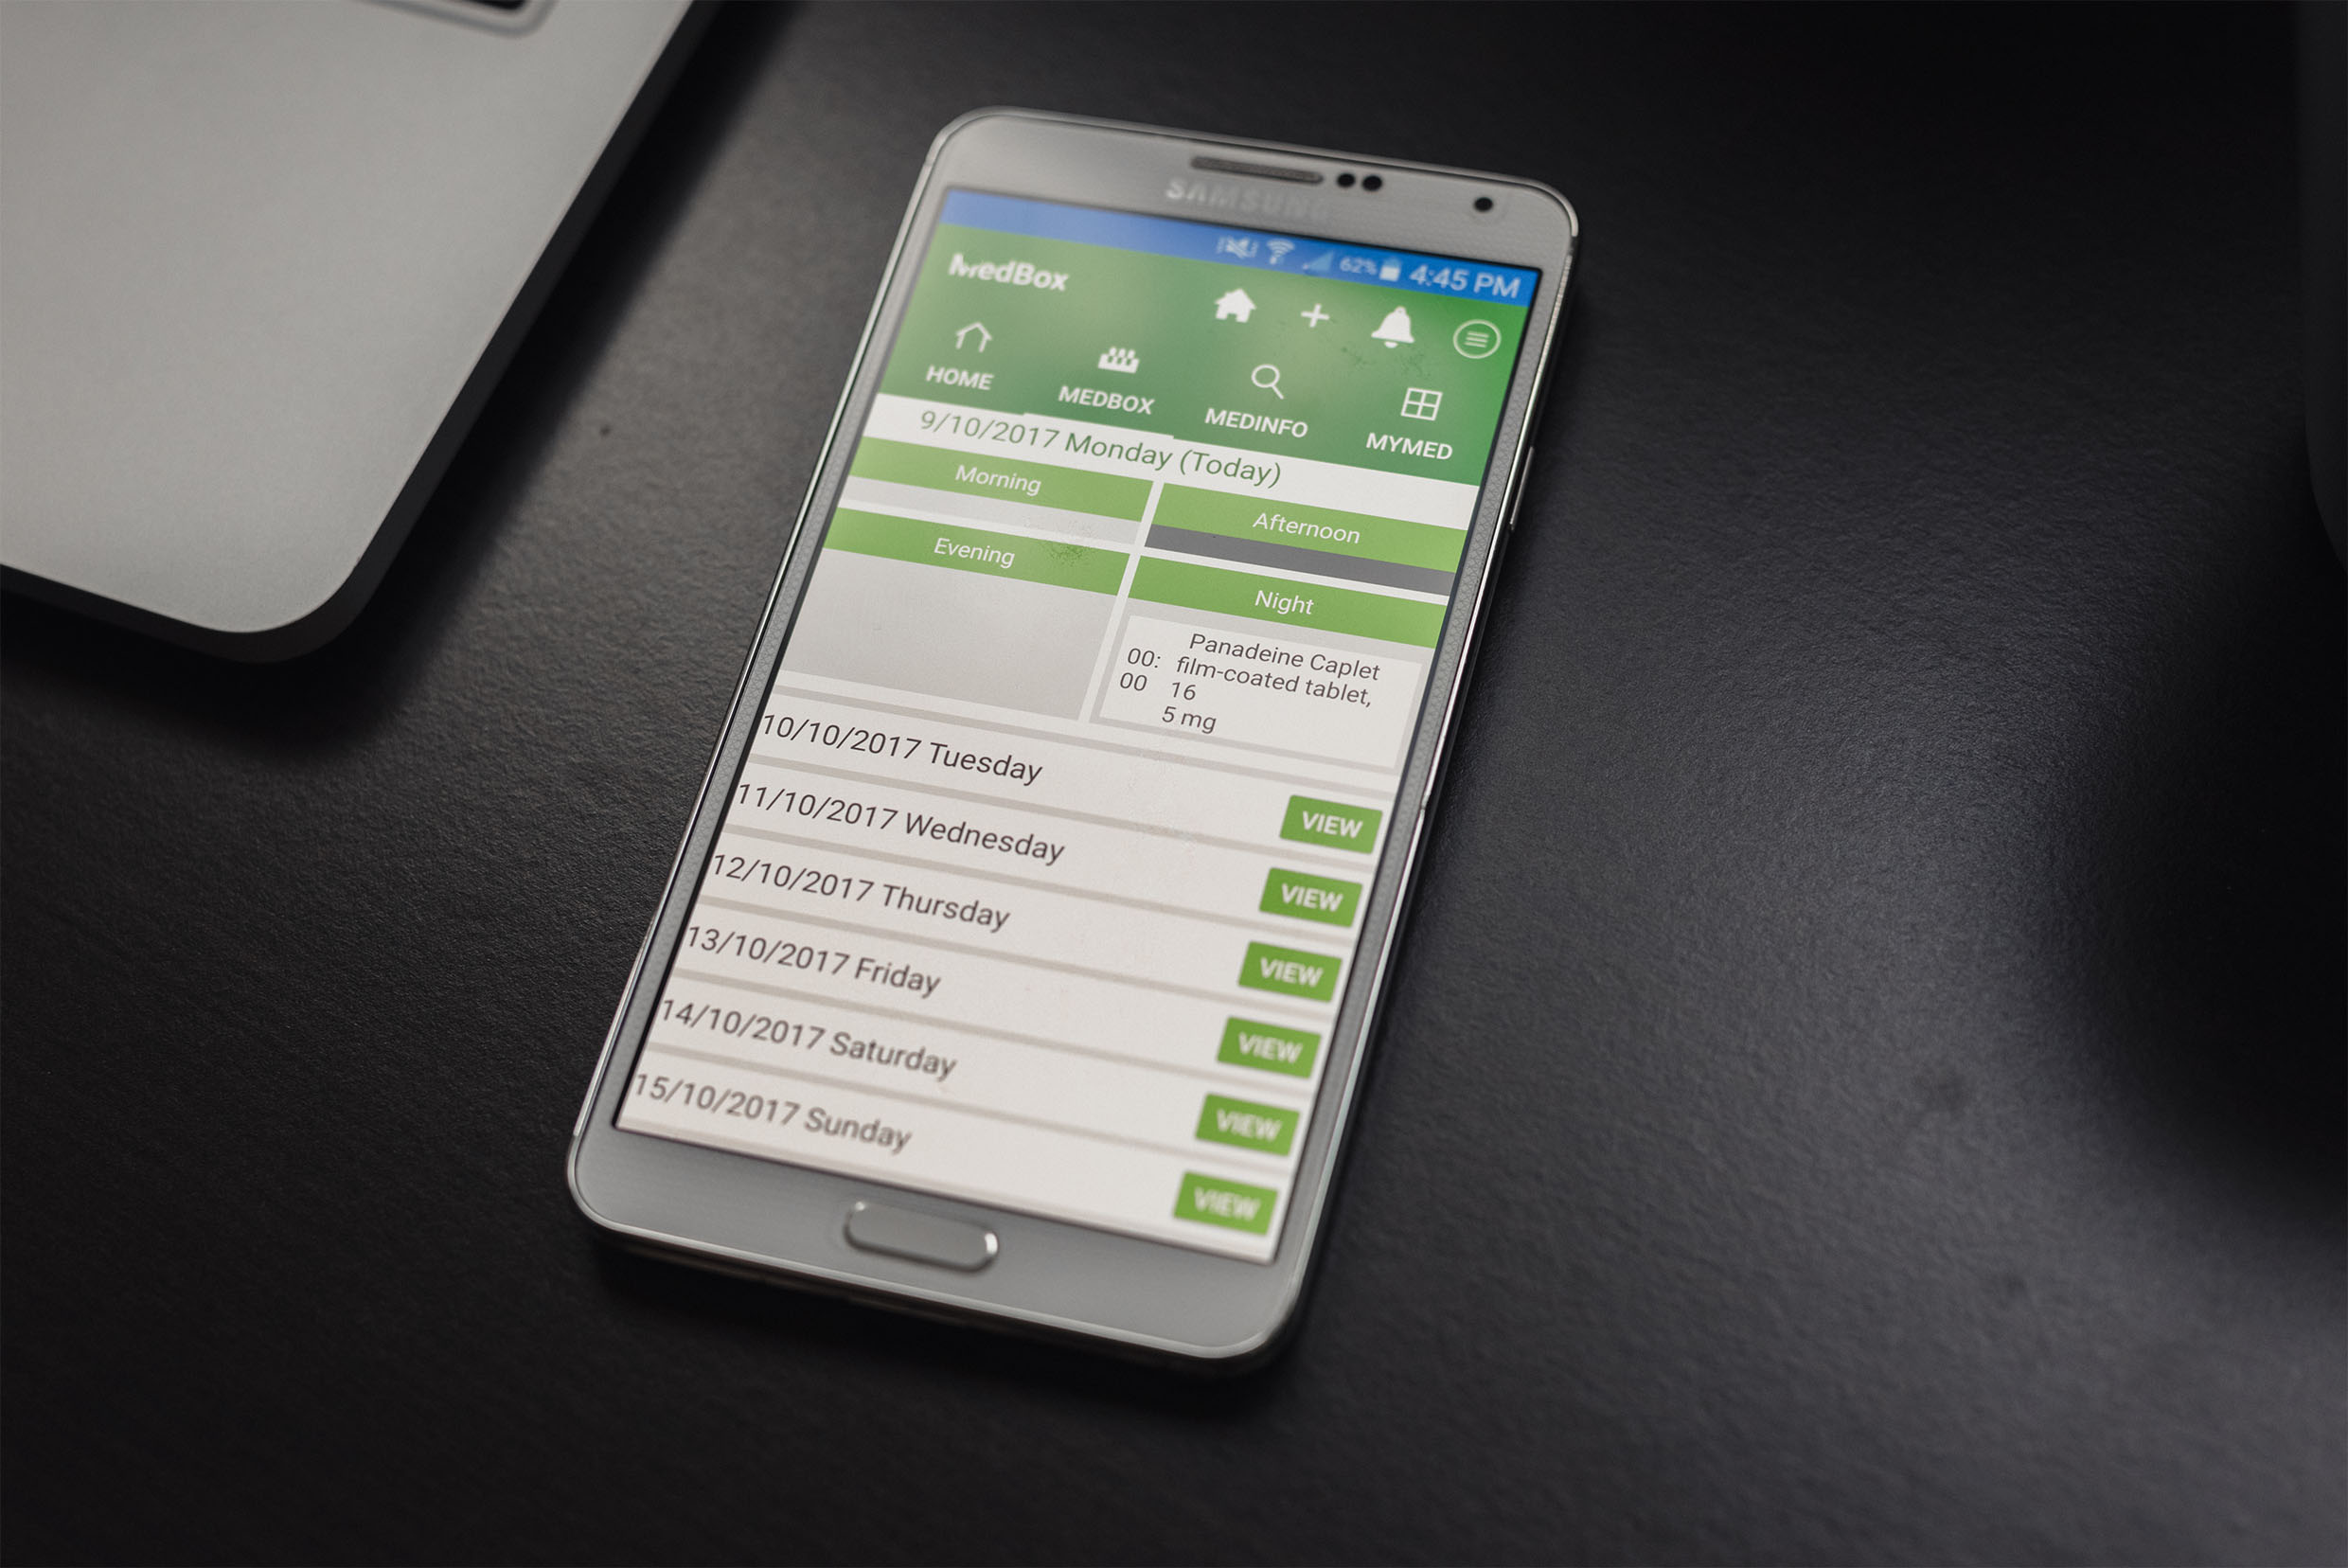 SAMSUNG
62% 4:45 PM
MedBox
HOME
MEDBOX
MEDINFO
MYMED
9/10/2017 Monday (Today)
Morning
Afternoon
Evening
Night
00:
00
Panadeine Caplet
film-coated tablet,
16
5 mg
10/10/2017 Tuesday
VIEW
11/10/2017 Wednesday
VIEW
12/10/2017 Thursday
VIEW
13/10/2017 Friday
VIEW
14/10/2017 Saturday
VIEW
15/10/2017 Sunday
VIEW